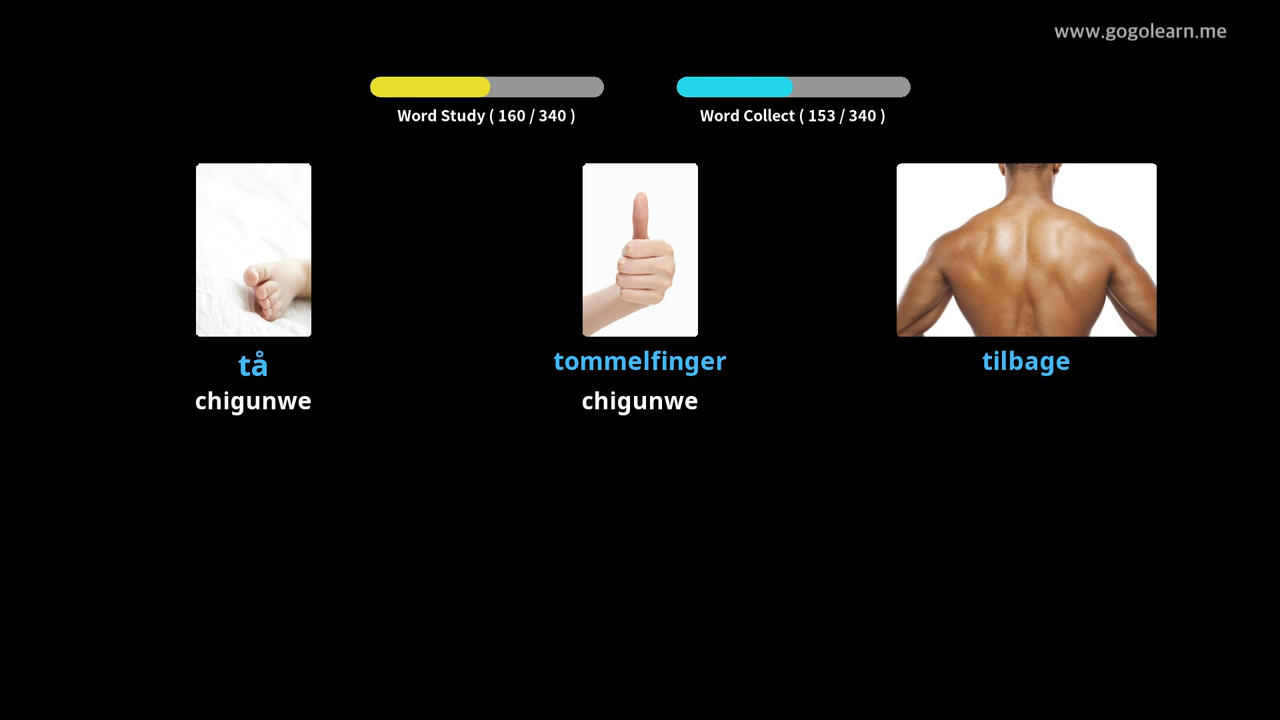 www.gogolearn.me
Word Study ( 160 / 340 )
Word Collect ( 153 / 340 )
tå
tommelfinger
tilbage
chigunwe
chigunwe